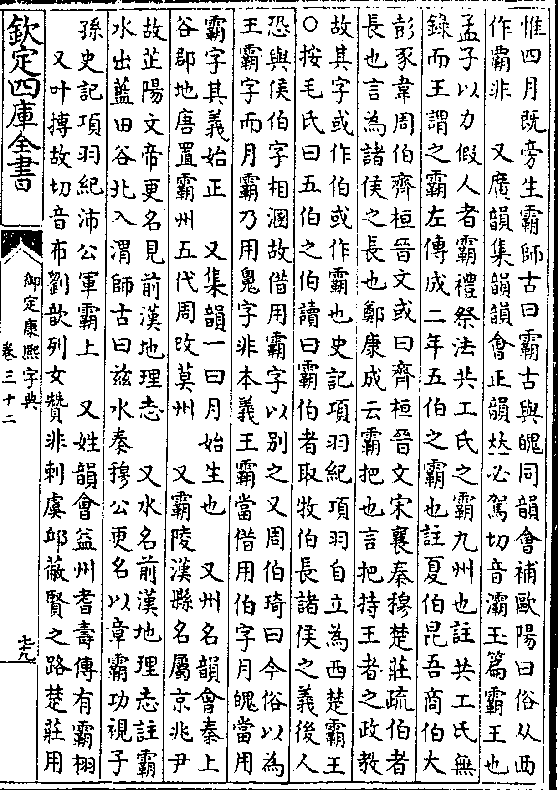 惟四月既旁生霸師古曰霸古與魄同韻會補歐陽曰俗从西
作覇非　又廣韻集韻韻會正韻𠀤必駕切音灞玉篇霸王也
孟子以力假人者霸禮祭法共工氏之霸九州也註共工氏無
錄而王謂之霸左傳成二年五伯之霸也註夏伯昆吾商伯大
彭豕韋周伯齊桓晉文或曰齊桓晉文宋襄秦穆楚莊疏伯者
長也言為諸侯之長也鄭康成云霸把也言把持王者之政教
故其字或作伯或作霸也史記項羽紀項羽自立為西楚霸王
○按毛氏曰五伯之伯讀曰霸伯者取牧伯長諸侯之義後人
恐與侯伯字相溷故借用霸字以別之又周伯琦曰今俗以為
王霸字而月霸乃用鬼字非本義王霸當借用伯字月魄當用
霸字其義始正　又集韻一曰月始生也　又州名韻會秦上
谷郡地唐置霸州五代周改莫州　又霸陵漢縣名屬京兆尹
故芷陽文帝更名見前漢地理志　又水名前漢地理志註霸
水出藍田谷北入渭師古曰兹水秦穆公更名以章霸功視子
孫史記項羽紀沛公軍霸上　又姓韻會益州耆壽傳有霸栩
又叶搏故切音布劉歆列女贊非刺虞邱蔽賢之路楚莊用
欽定四庫全書
御定康熙字典
卷三十二
七九